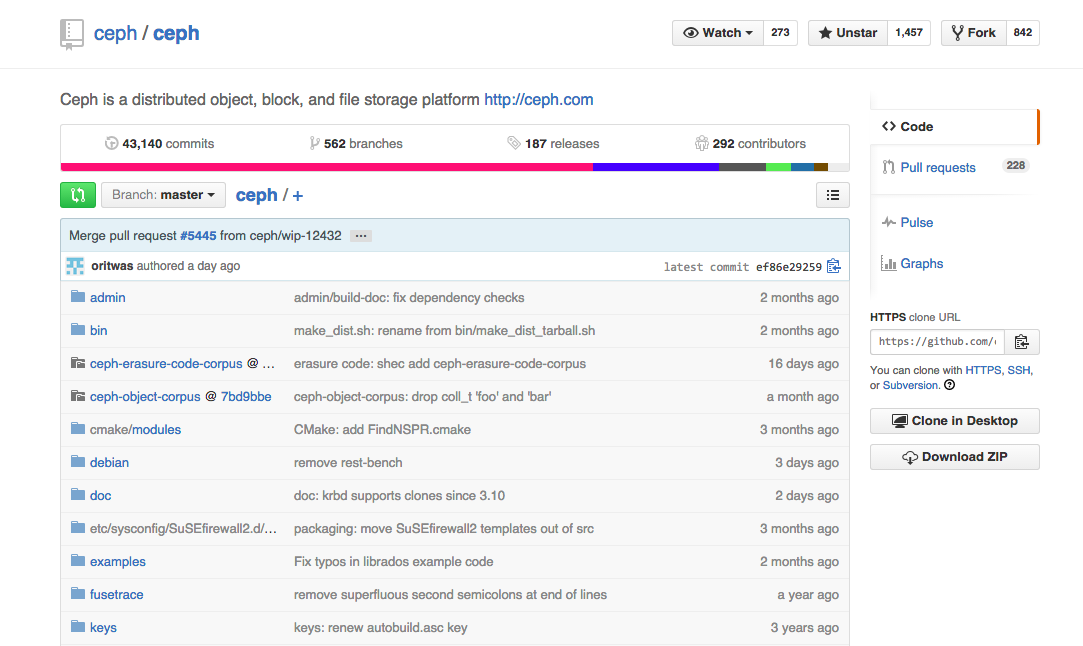 ceph / ceph
Watch 273 Unstar 1,457 Fork 842
Ceph is a distributed object, block, and file storage platform http://ceph.com
43,140 commits 562 branches 187 releases 292 contributors
Branch: master ceph / +
Merge pull request #5445 from ceph/wip-12432 ...
oritwas authored a day ago latest commit ef86e29259
admin admin/build-doc: fix dependency checks 2 months ago
bin make_dist.sh: rename from bin/make_dist_tarball.sh 2 months ago
ceph-erasure-code-corpus @ ... erasure code: shec add ceph-erasure-code-corpus 16 days ago
ceph-object-corpus @ 7bd9bbe ceph-object-corpus: drop coll_t 'foo' and 'bar' a month ago
cmake/modules CMake: add FindNSPR.cmake 3 months ago
debian remove rest-bench 3 days ago
doc doc: krbd supports clones since 3.10 2 days ago
etc/sysconfig/SuSEfirewall2.d/... packaging: move SuSEfirewall2 templates out of src 3 months ago
examples Fix typos in librados example code 2 months ago
fusetrace remove superfluous second semicolons at end of lines a year ago
keys keys: renew autobuild.asc key 3 years ago
Code
Pull requests 228
Pulse
Graphs
HTTPS clone URL
https://github.com/
You can clone with HTTPS, SSH,
or Subversion.
Clone in Desktop
Download ZIP